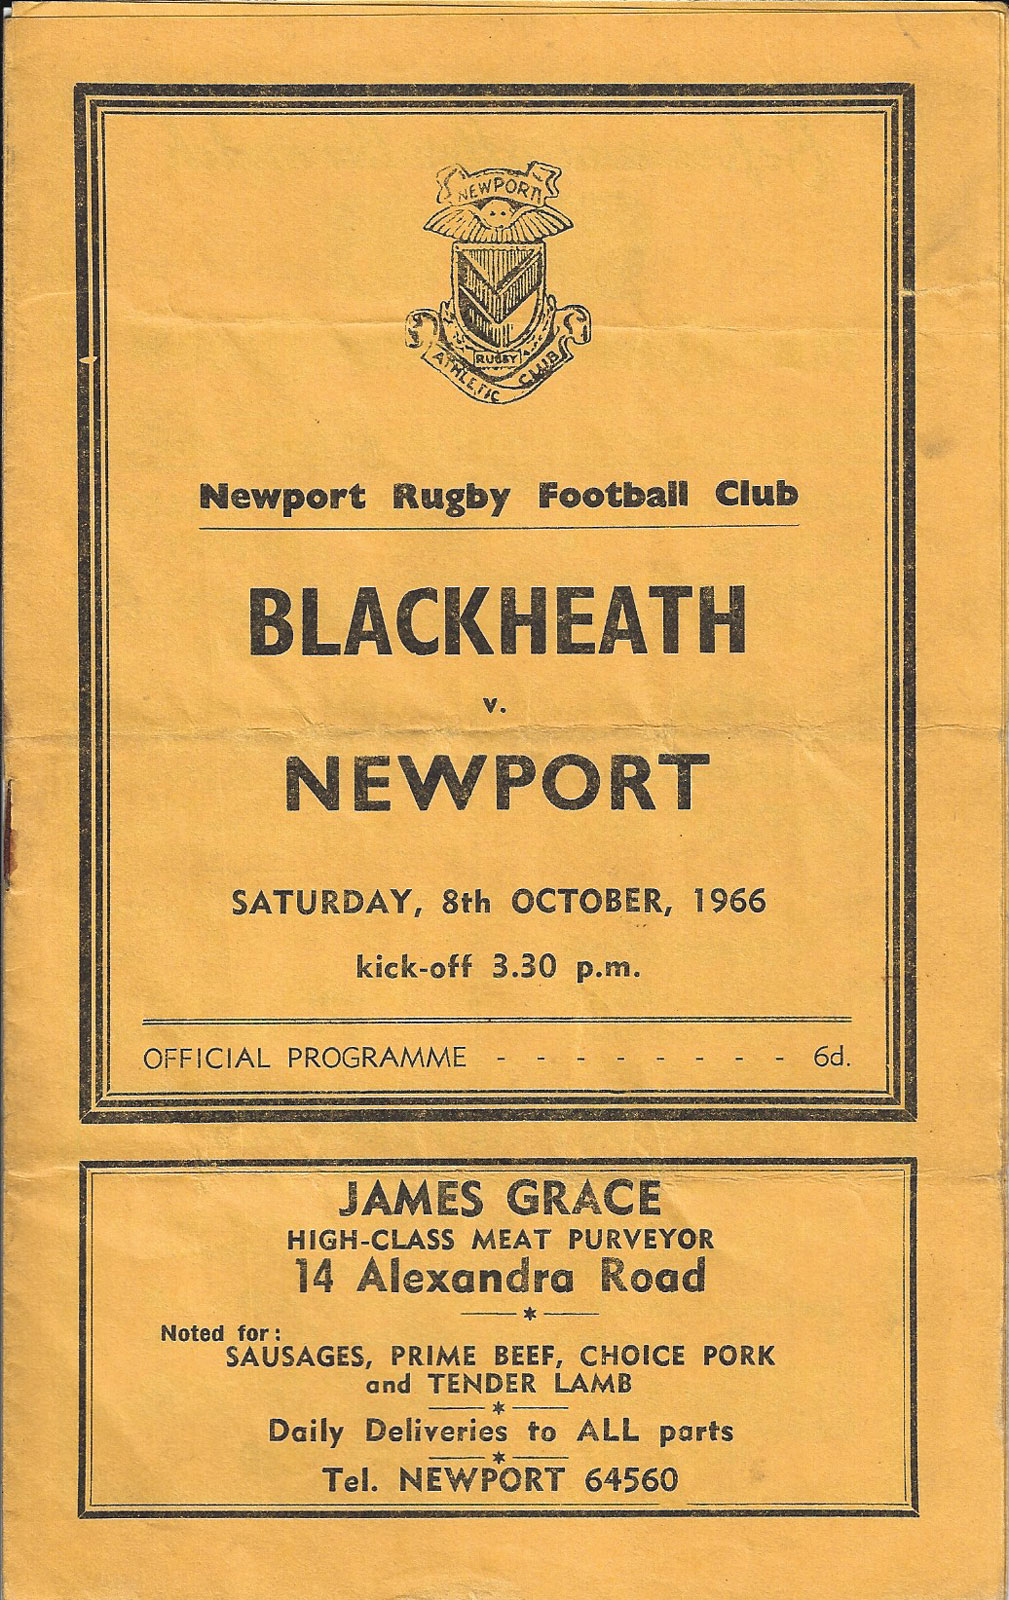 NEWPORT
RUGBY
ATHLETIC CLUB
Newport Rugby Football Club
BLACKHEATH
v.
NEWPORT
SATURDAY, 8th OCTOBER, 1966
kick-off 3.30 p.m.
OFFICIAL PROGRAMME - - - - - - - - 6d.
JAMES GRACE
HIGH-CLASS MEAT PURVEYOR
14 Alexandra Road
Noted for:
SAUSAGES, PRIME BEEF, CHOICE PORK
and TENDER LAMB
Daily Deliveries to ALL parts
Tel. NEWPORT 64560